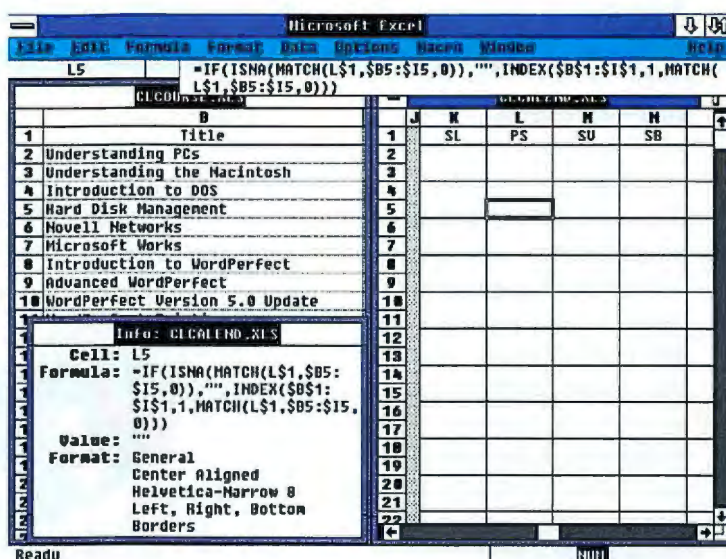 Microsoft Excel
File Edit Formula Format Data Options Macro Window Help
L5 =IF(ISNA(MATCH(L$1,$B5:$I5,0)),"",INDEX($B$1:$I$1,1,MATCH(
L$1,$B5:$I5,0)))
CLCOURSE.XLS
B
1 Title
2 Understanding PCs
3 Understanding the Macintosh
4 Introduction to DOS
5 Hard Disk Management
6 Novell Networks
7 Microsoft Works
8 Introduction to WordPerfect
9 Advanced WordPerfect
10 WordPerfect Version 5.0 Update
Info: CLCALEND.XLS
Cell: L5
Formula: =IF(ISNA(MATCH(L$1,$B5:
$I5,0)),"",INDEX($B$1:
$I$1,1,MATCH(L$1,$B5:$I5,
0)))
Value: ""
Format: General
Center Aligned
Helvetica-Narrow 8
Left, Right, Bottom
Borders
CLCALEND.XLS
J K L M N
1 SL PS SU SB
2
3
4
5
6
7
8
9
10
11
12
13
14
15
16
17
18
19
20
21
22
Ready NUM